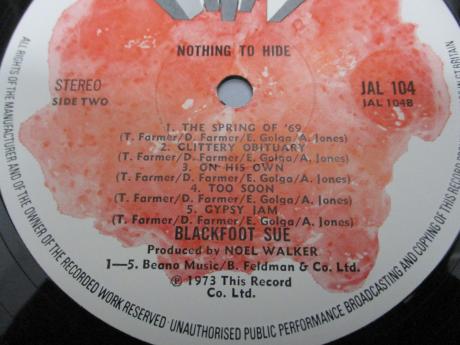 NOTHING TO HIDE
STEREO
SIDE TWO
JAL 104
JAL 104B
1. THE SPRING OF '69
(T. Farmer/D. Farmer/E. Golga/A. Jones)
2. GLITTERY OBITUARY
(T. Farmer/D. Farmer/E. Golga/A. Jones)
3. ON HIS OWN
(T. Farmer/D. Farmer/E. Golga/A. Jones)
4. TOO SOON
(T. Farmer/D. Farmer/E. Golga/A. Jones)
5. GYPSY JAM
(T. Farmer/D. Farmer/E. Golga/A. Jones)
BLACKFOOT SUE
Produced by NOEL WALKER
1—5. Beano Music/B. Feldman & Co. Ltd.
℗ 1973 This Record
Co. Ltd.
ALL RIGHTS OF THE MANUFACTURER AND OF THE OWNER OF THE RECORDED WORK RESERVED UNAUTHORISED PUBLIC PERFORMANCE BROADCASTING AND COPYING OF THIS RECORD